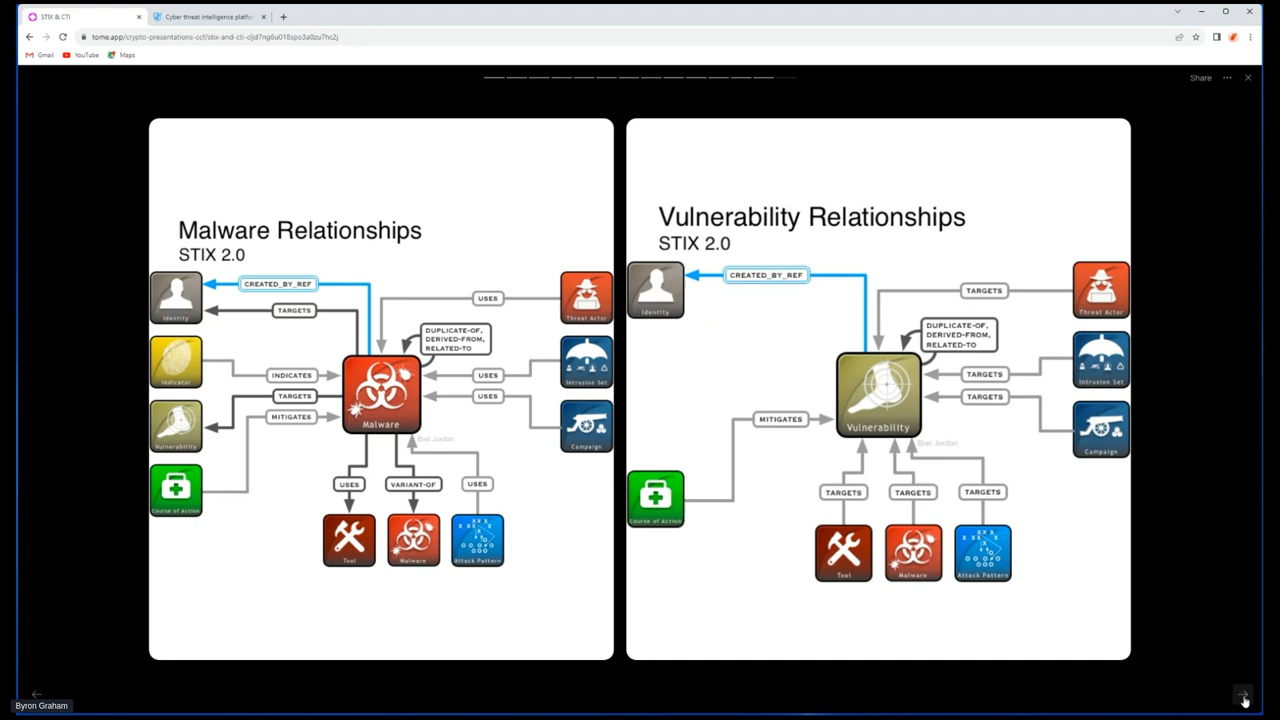 STIX & CTI
Cyber threat intelligence platfo
tome.app/crypto-presentations-ccf/stix-and-cti-cljd7ng6u018spo3a0zu7hc2j
Gmail
YouTube
Maps
Share
Malware Relationships
STIX 2.0
Identity
CREATED_BY_REF
USES
Threat Actor
TARGETS
DUPLICATE-OF,
DERIVED-FROM,
RELATED-TO
Indicator
INDICATES
USES
Intrusion Set
TARGETS
USES
Vulnerability
MITIGATES
Malware
Campaign
Bret Jordan
Course of Action
USES
VARIANT-OF
USES
Tool
Malware
Attack Pattern
Vulnerability Relationships
STIX 2.0
Identity
CREATED_BY_REF
TARGETS
Threat Actor
DUPLICATE-OF,
DERIVED-FROM,
RELATED-TO
TARGETS
Intrusion Set
TARGETS
MITIGATES
Vulnerability
Campaign
Bret Jordan
Course of Action
TARGETS
TARGETS
TARGETS
Tool
Malware
Attack Pattern
Byron Graham